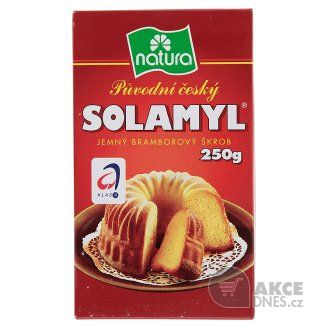 natura
Původní český
SOLAMYL®
JEMNÝ BRAMBOROVÝ ŠKROB
250g
KLASA
AKCE
DNES.cz